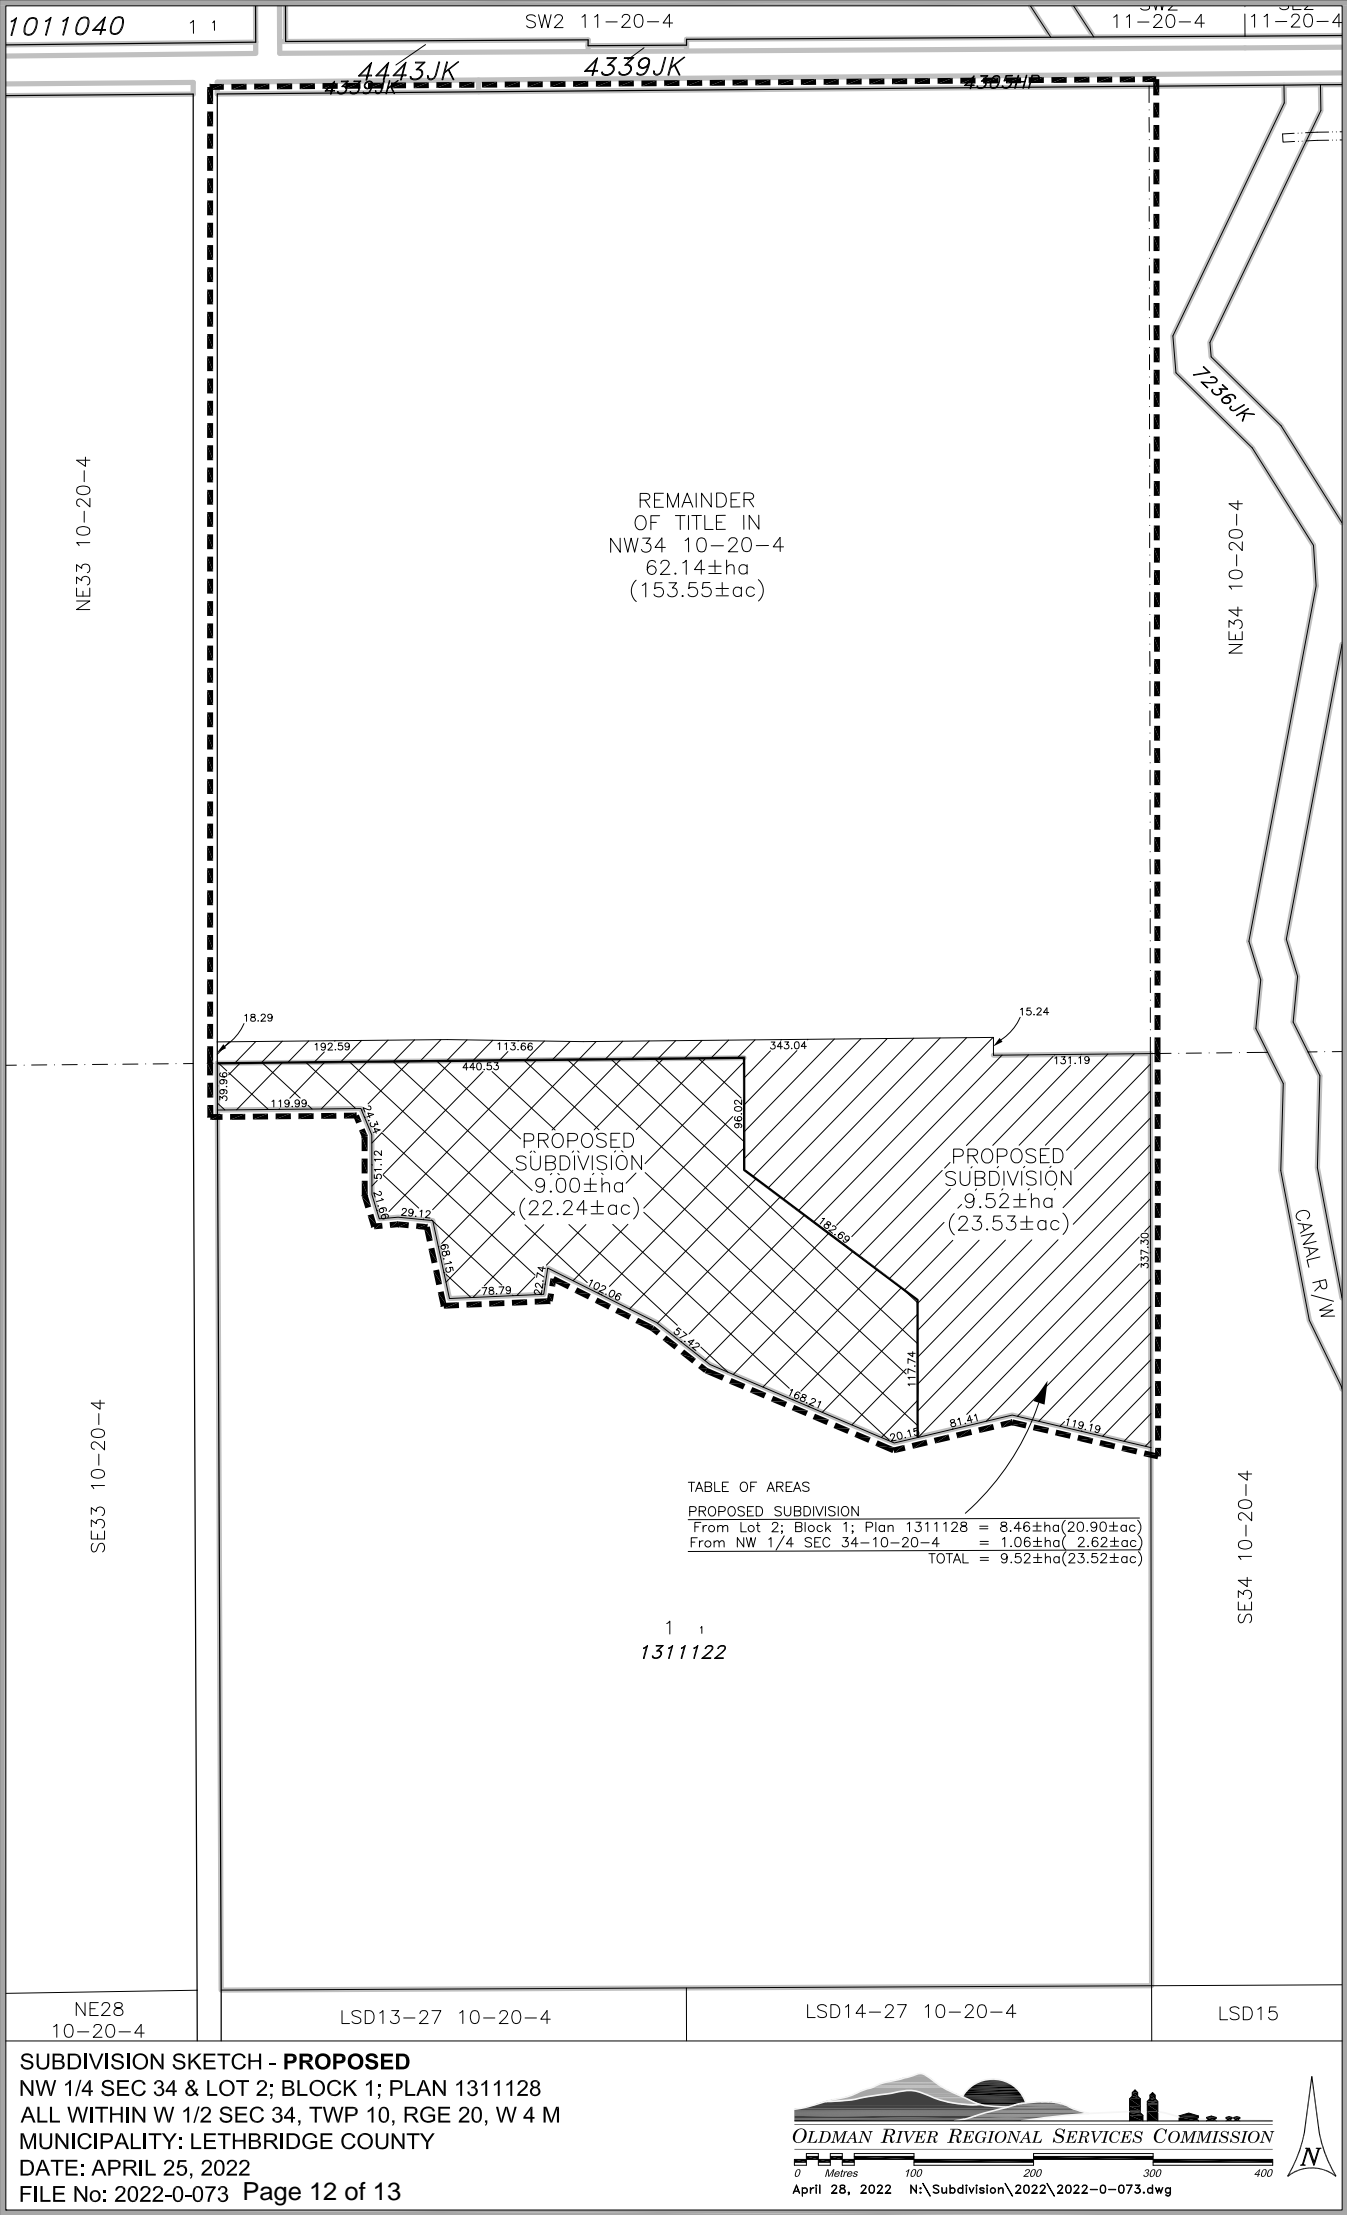 1011040
1 1
SW2 11-20-4
SW2
11-20-4
SE2
11-20-4
4443JK
4339JK
4339JK
4305HP
7236JK
NE33 10-20-4
REMAINDER
OF TITLE IN
NW34 10-20-4
62.14±ha
(153.55±ac)
NE34 10-20-4
18.29
15.24
192.59
113.66
343.04
131.19
440.53
39.96
119.99
24.34
96.02
51.12
21.66
29.12
68.15
78.79
22.74
102.06
57.42
168.21
182.69
117.74
20.15
81.41
119.19
337.30
PROPOSED
SUBDIVISION
9.00±ha
(22.24±ac)
PROPOSED
SUBDIVISION
9.52±ha
(23.53±ac)
CANAL R/W
SE33 10-20-4
SE34 10-20-4
TABLE OF AREAS
PROPOSED SUBDIVISION
From Lot 2; Block 1; Plan 1311128 = 8.46±ha(20.90±ac)
From NW 1/4 SEC 34-10-20-4 = 1.06±ha( 2.62±ac)
TOTAL = 9.52±ha(23.52±ac)
1 1
1311122
NE28
10-20-4
LSD13-27 10-20-4
LSD14-27 10-20-4
LSD15
SUBDIVISION SKETCH - PROPOSED
NW 1/4 SEC 34 & LOT 2; BLOCK 1; PLAN 1311128
ALL WITHIN W 1/2 SEC 34, TWP 10, RGE 20, W 4 M
MUNICIPALITY: LETHBRIDGE COUNTY
DATE: APRIL 25, 2022
FILE No: 2022-0-073 Page 12 of 13
OLDMAN RIVER REGIONAL SERVICES COMMISSION
0 Metres 100 200 300 400
April 28, 2022 N:\Subdivision\2022\2022-0-073.dwg
N